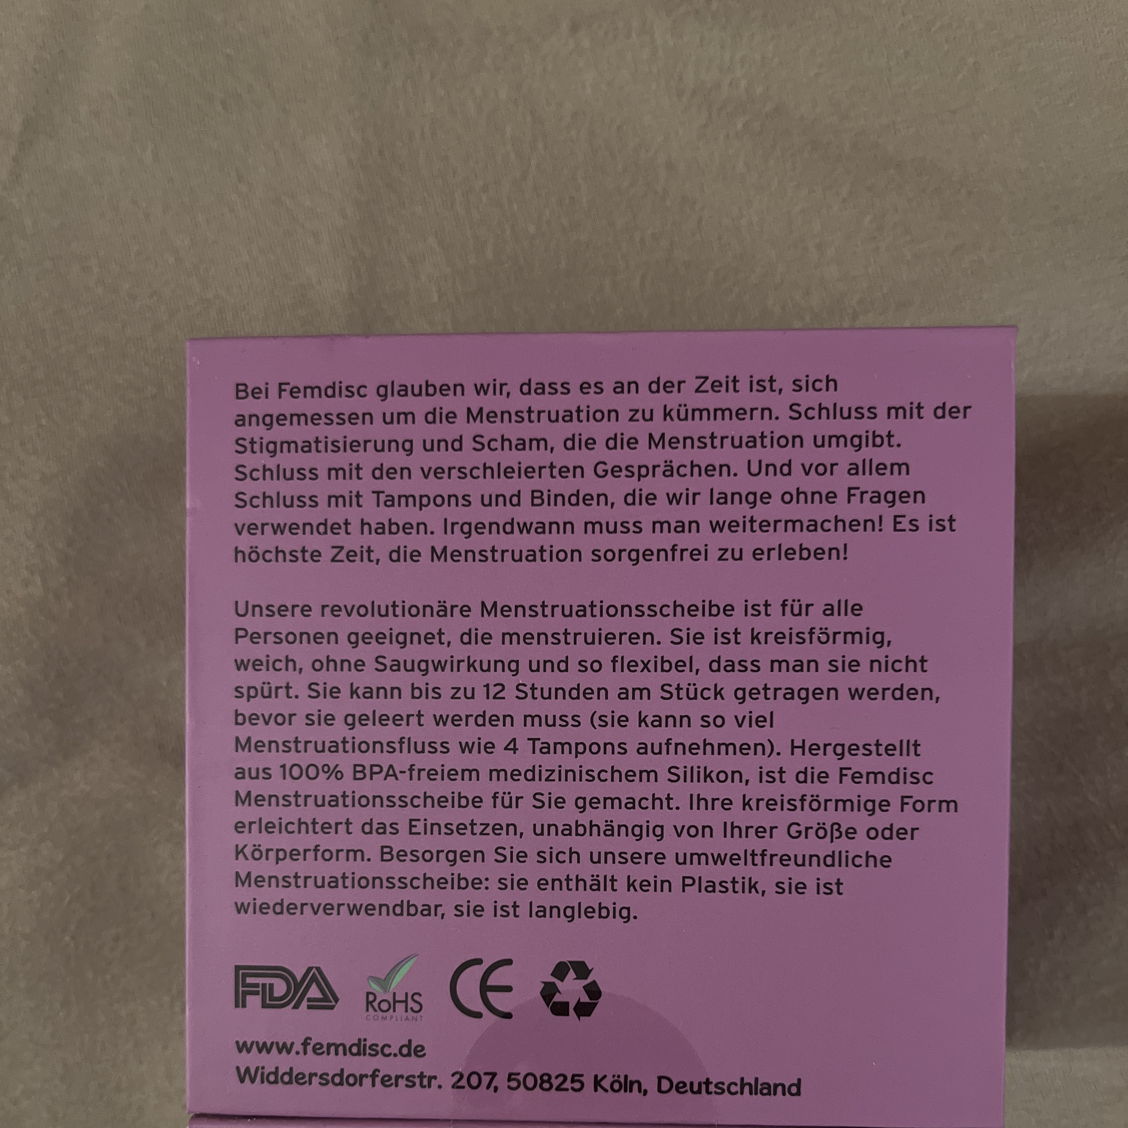 Bei Femdisc glauben wir, dass es an der Zeit ist, sich
angemessen um die Menstruation zu kümmern. Schluss mit der
Stigmatisierung und Scham, die die Menstruation umgibt.
Schluss mit den verschleierten Gesprächen. Und vor allem
Schluss mit Tampons und Binden, die wir lange ohne Fragen
verwendet haben. Irgendwann muss man weitermachen! Es ist
höchste Zeit, die Menstruation sorgenfrei zu erleben!
Unsere revolutionäre Menstruationsscheibe ist für alle
Personen geeignet, die menstruieren. Sie ist kreisförmig,
weich, ohne Saugwirkung und so flexibel, dass man sie nicht
spürt. Sie kann bis zu 12 Stunden am Stück getragen werden,
bevor sie geleert werden muss (sie kann so viel
Menstruationsfluss wie 4 Tampons aufnehmen). Hergestellt
aus 100% BPA-freiem medizinischem Silikon, ist die Femdisc
Menstruationsscheibe für Sie gemacht. Ihre kreisförmige Form
erleichtert das Einsetzen, unabhängig von Ihrer Größe oder
Körperform. Besorgen Sie sich unsere umweltfreundliche
Menstruationsscheibe: sie enthält kein Plastik, sie ist
wiederverwendbar, sie ist langlebig.
FDA RoHS CE
COMPLIANT
www.femdisc.de
Widdersdorferstr. 207, 50825 Köln, Deutschland